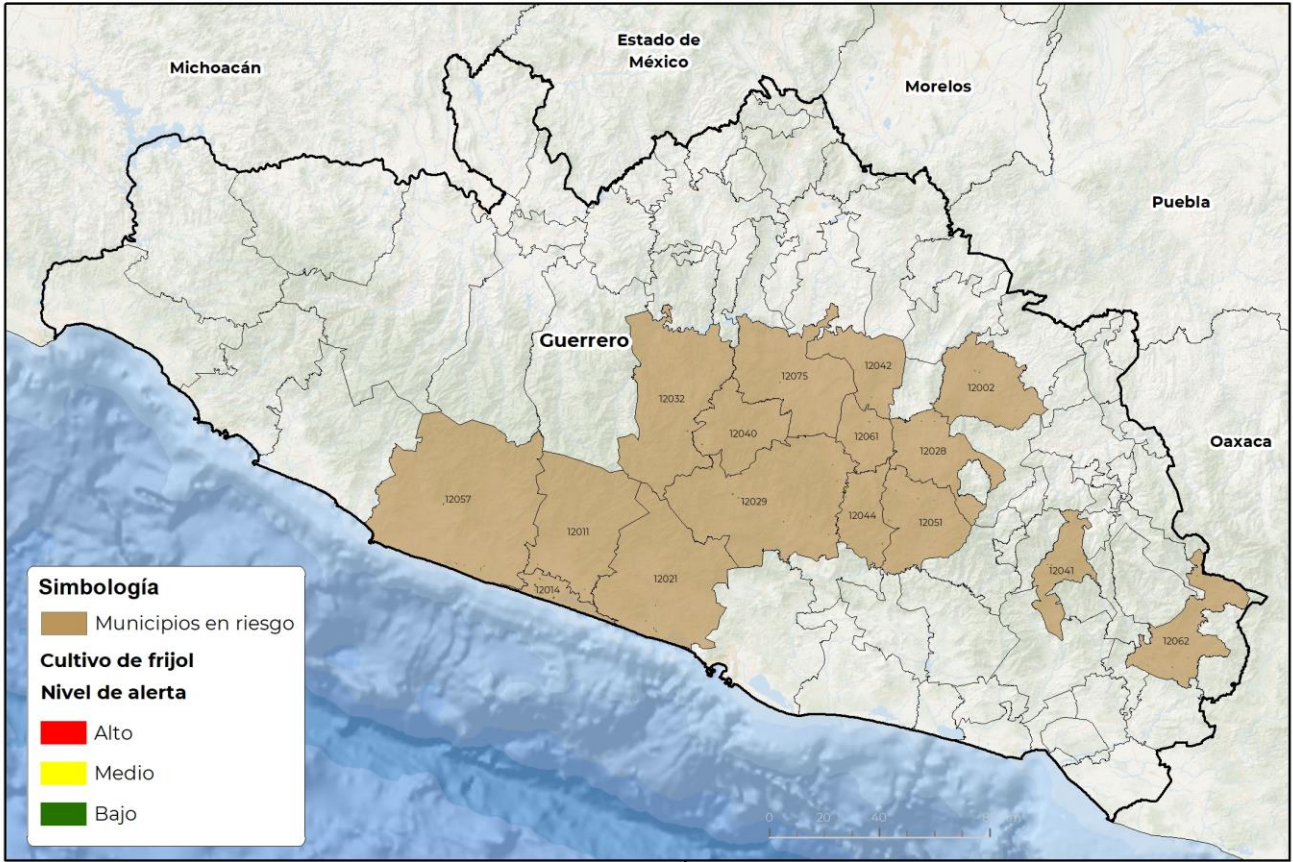 Estado de
México
Michoacán
Morelos
Puebla
Guerrero
12042
12075
12002
12032
12040
12061
Oaxaca
12028
12057
12029
12044
12051
12011
12021
12041
12014
12062
Simbología
Municipios en riesgo
Cultivo de frijol
Nivel de alerta
Alto
Medio
Bajo
0 20 40